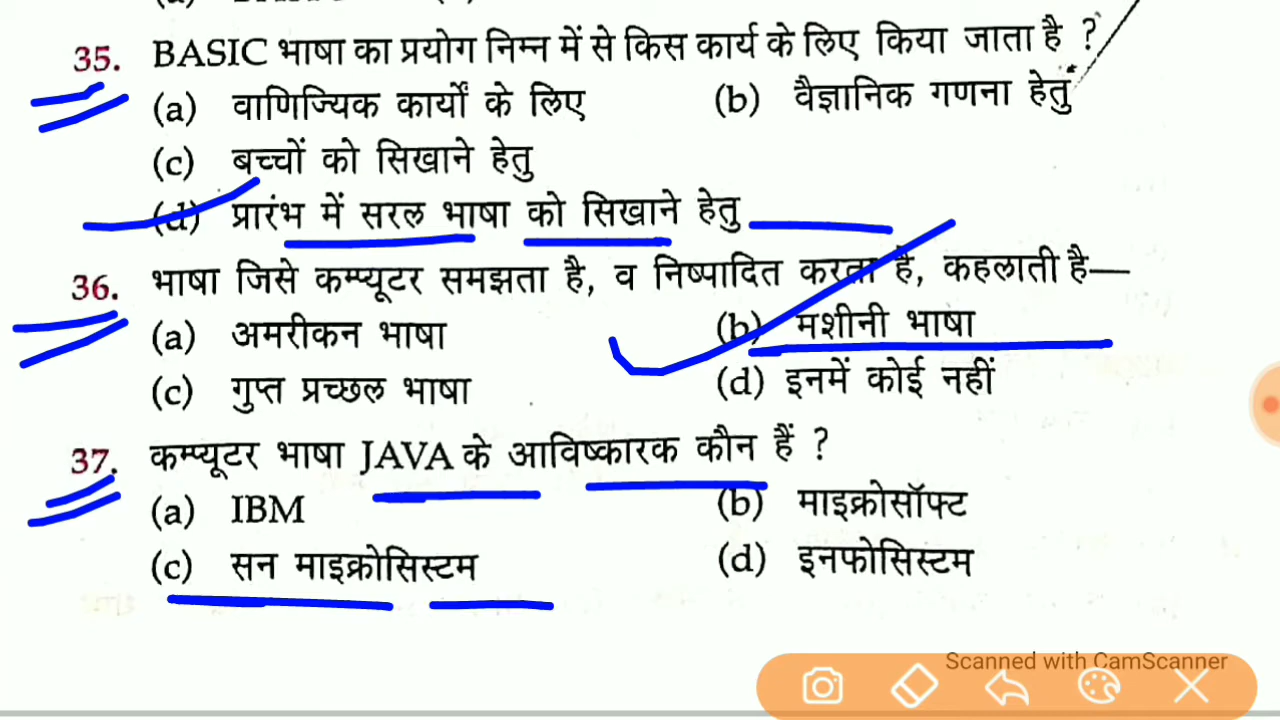 35. BASIC भाषा का प्रयोग निम्न में से किस कार्य के लिए किया जाता है ?
(a) वाणिज्यिक कार्यों के लिए (b) वैज्ञानिक गणना हेतु
(c) बच्चों को सिखाने हेतु
(d) प्रारंभ में सरल भाषा को सिखाने हेतु
36. भाषा जिसे कम्प्यूटर समझता है, व निष्पादित करता है, कहलाती है—
(a) अमरीकन भाषा (b) मशीनी भाषा
(c) गुप्त प्रच्छल भाषा (d) इनमें कोई नहीं
37. कम्प्यूटर भाषा JAVA के आविष्कारक कौन हैं ?
(a) IBM (b) माइक्रोसॉफ्ट
(c) सन माइक्रोसिस्टम (d) इनफोसिस्टम
Scanned with CamScanner